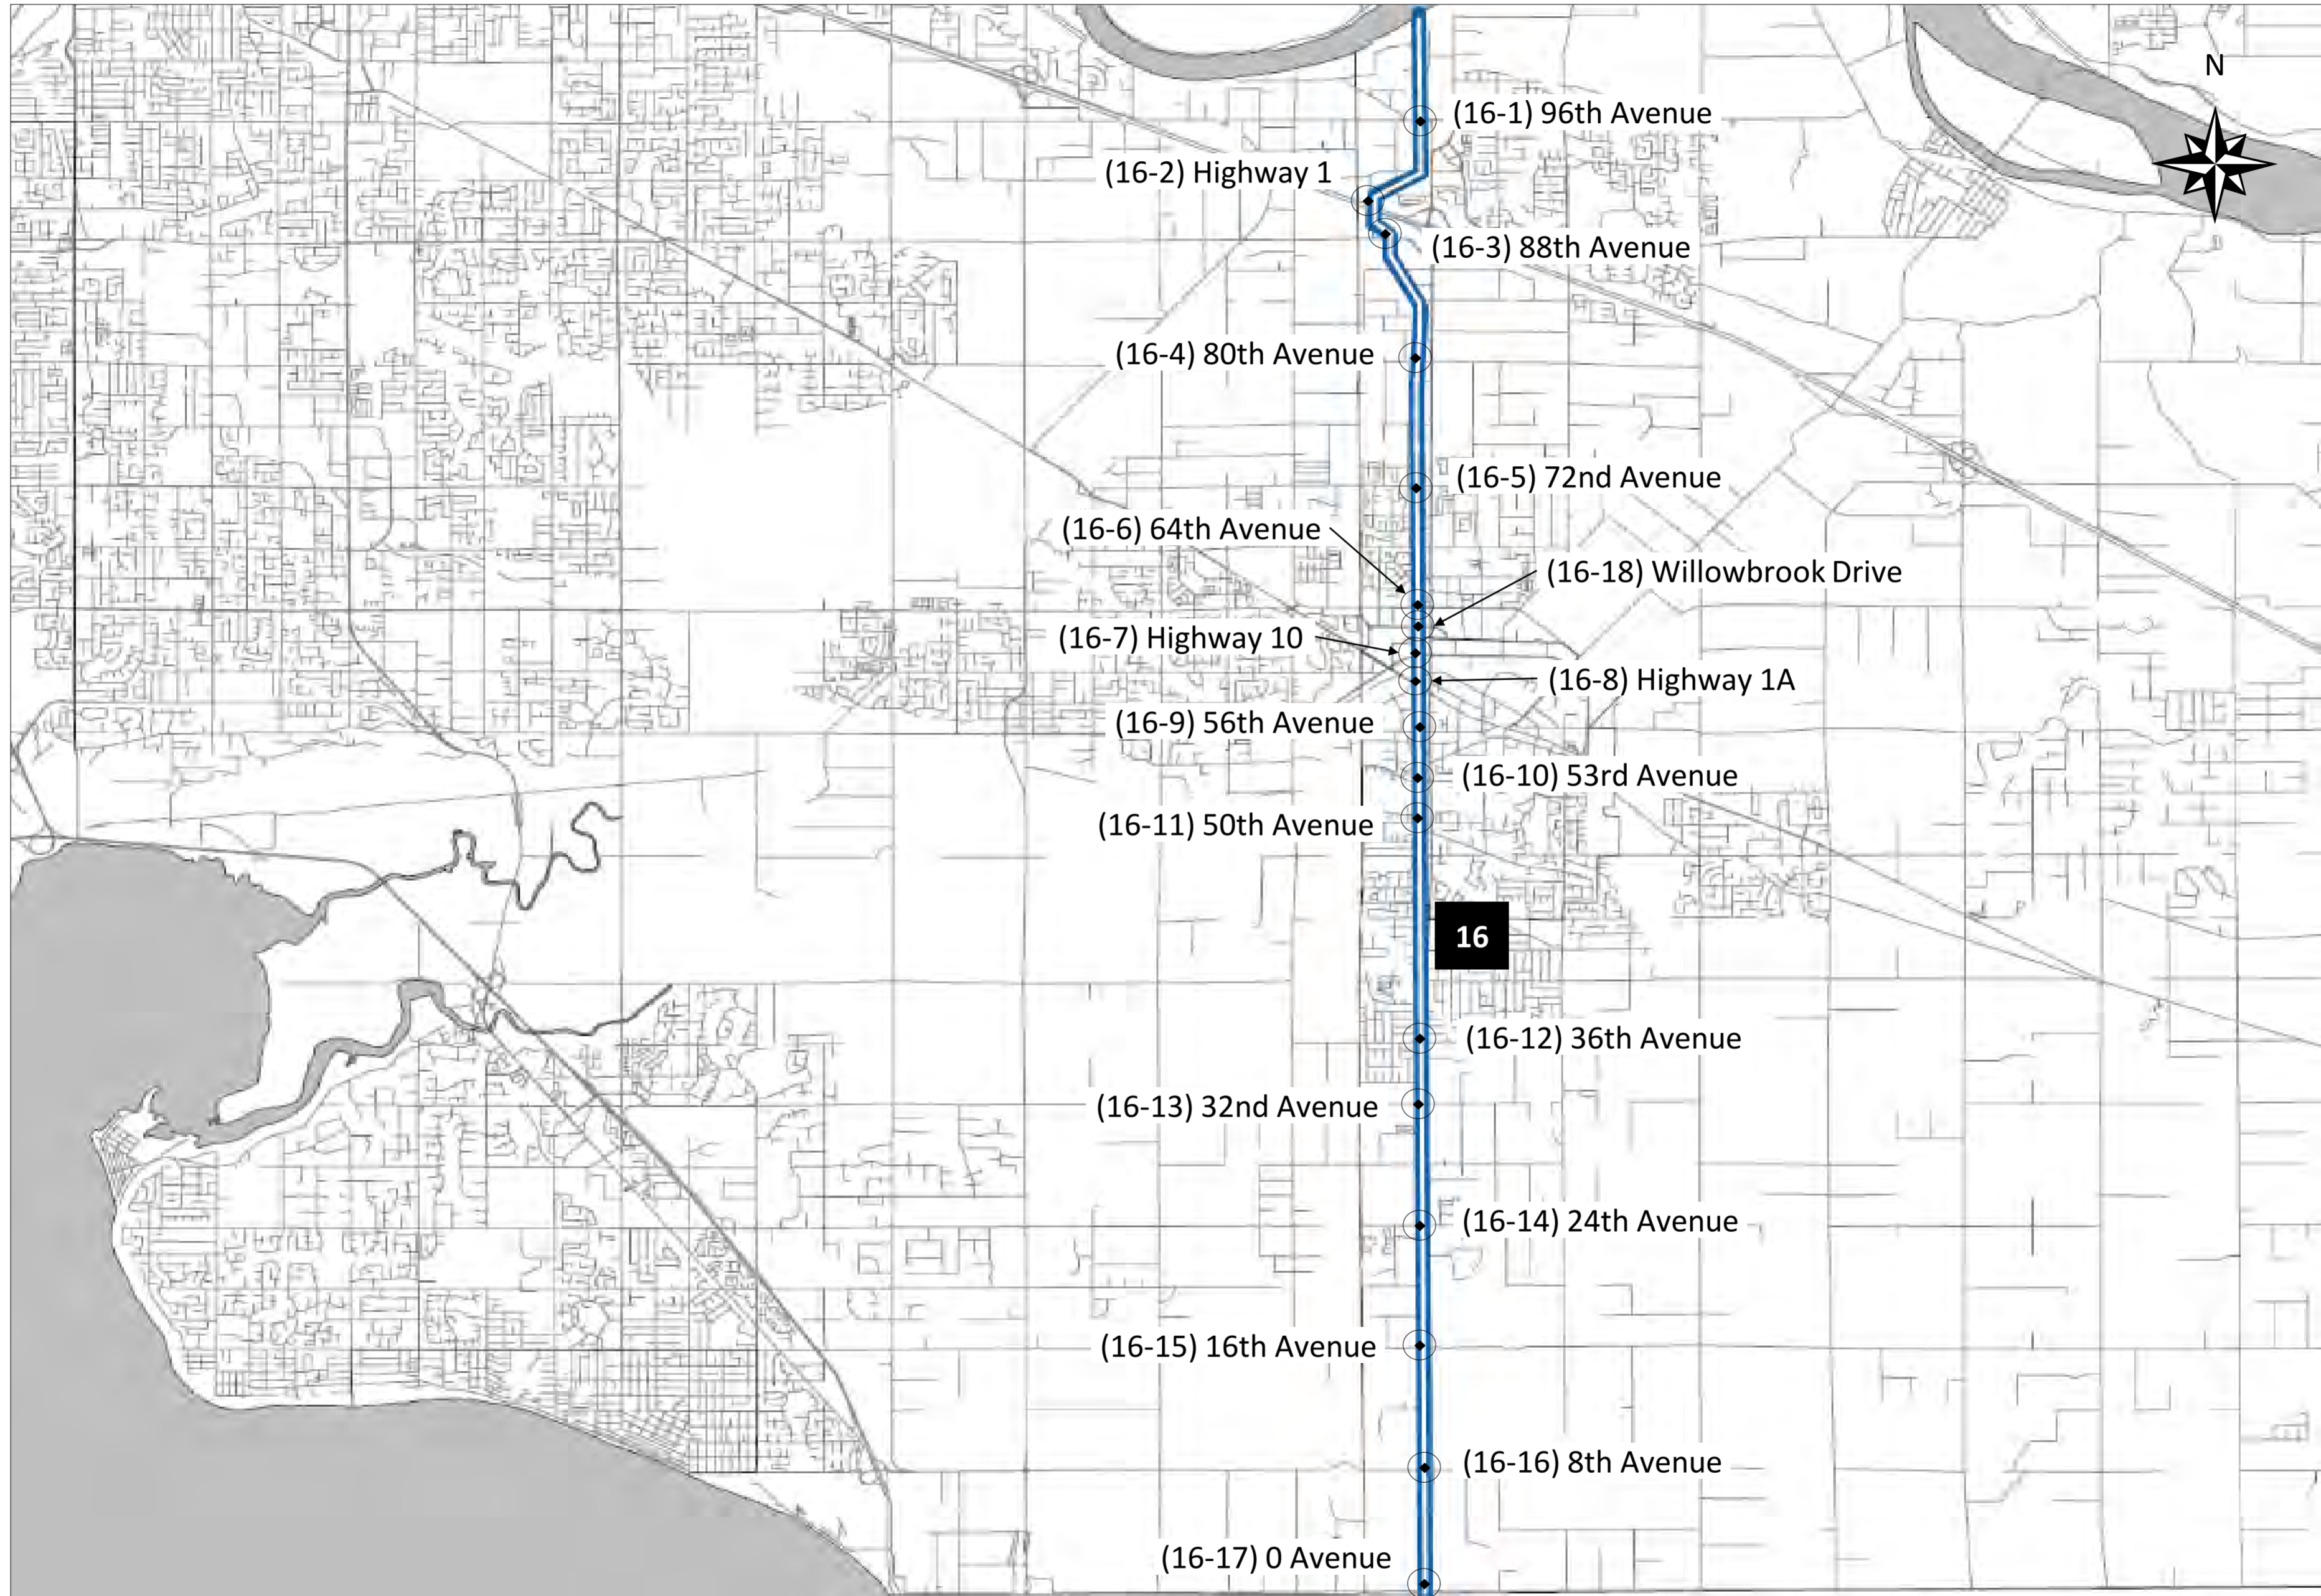 N
(16-1) 96th Avenue
(16-2) Highway 1
(16-3) 88th Avenue
(16-4) 80th Avenue
(16-5) 72nd Avenue
(16-6) 64th Avenue
(16-18) Willowbrook Drive
(16-7) Highway 10
(16-8) Highway 1A
(16-9) 56th Avenue
(16-10) 53rd Avenue
(16-11) 50th Avenue
16
(16-12) 36th Avenue
(16-13) 32nd Avenue
(16-14) 24th Avenue
(16-15) 16th Avenue
(16-16) 8th Avenue
(16-17) 0 Avenue